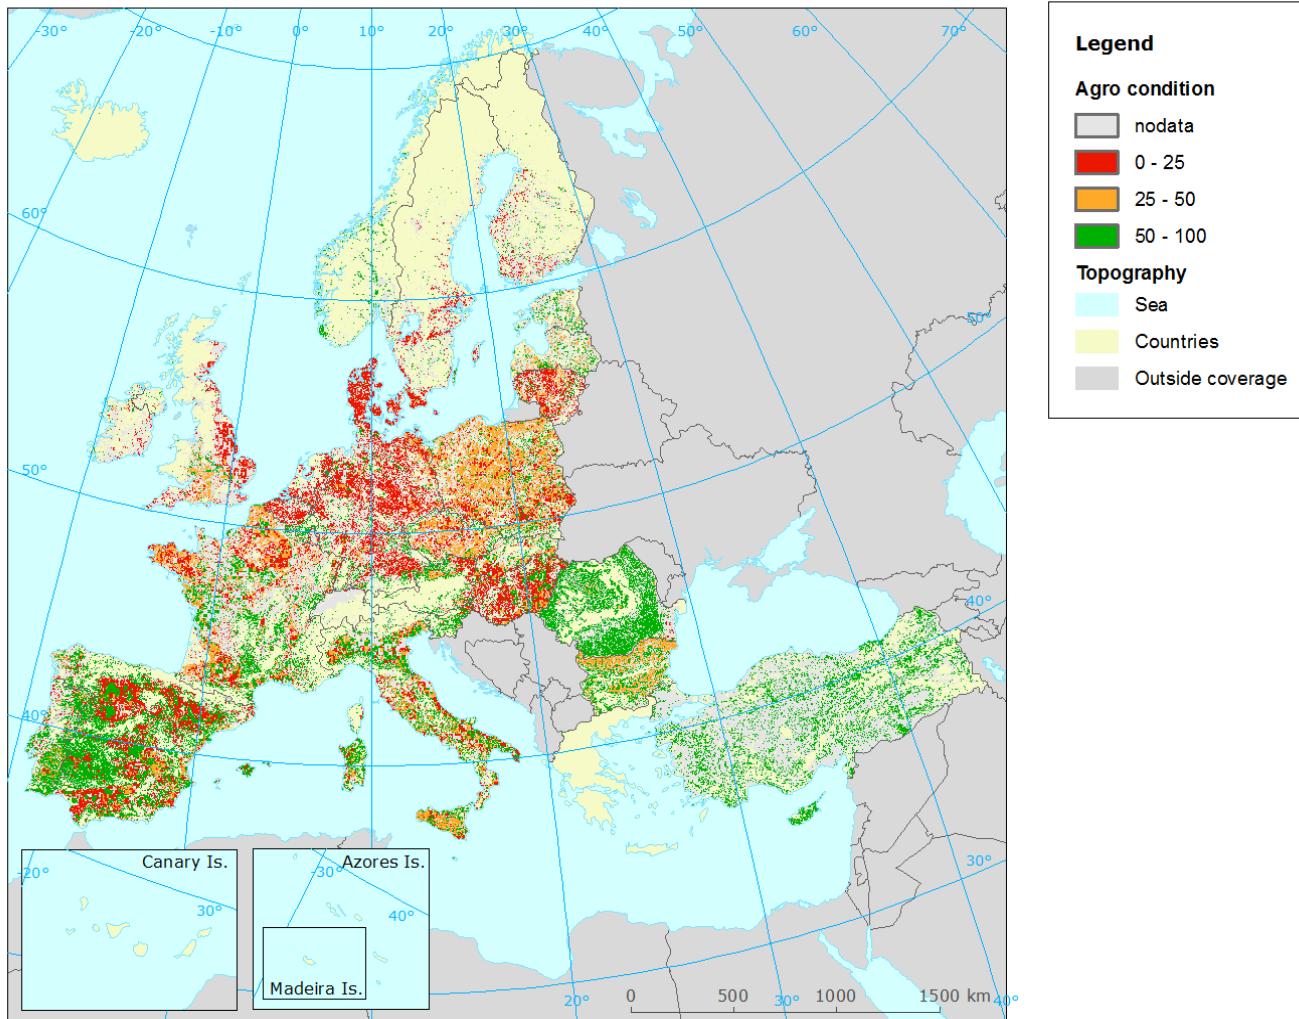 -30°
-20°
-10°
0°
10°
20°
30°
40°
50°
60°
70°
60°
50°
50°
40°
40°
30°
20°
30°
40°
Canary Is.
-20°
30°
Azores Is.
-30°
40°
Madeira Is.
0 500 1000 1500 km
Legend
Agro condition
nodata
0 - 25
25 - 50
50 - 100
Topography
Sea
Countries
Outside coverage